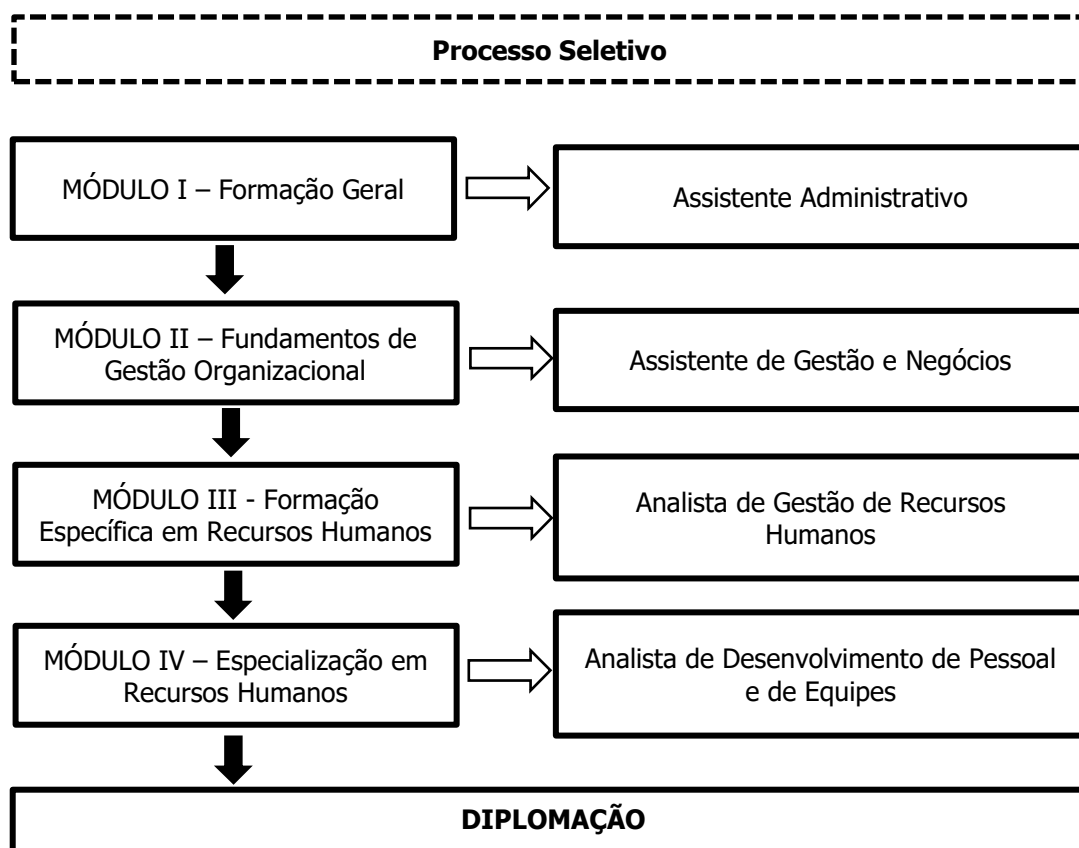 Processo Seletivo
MÓDULO I – Formação Geral
Assistente Administrativo
MÓDULO II – Fundamentos de
Gestão Organizacional
Assistente de Gestão e Negócios
MÓDULO III - Formação
Específica em Recursos Humanos
Analista de Gestão de Recursos
Humanos
MÓDULO IV – Especialização em
Recursos Humanos
Analista de Desenvolvimento de Pessoal
e de Equipes
DIPLOMAÇÃO